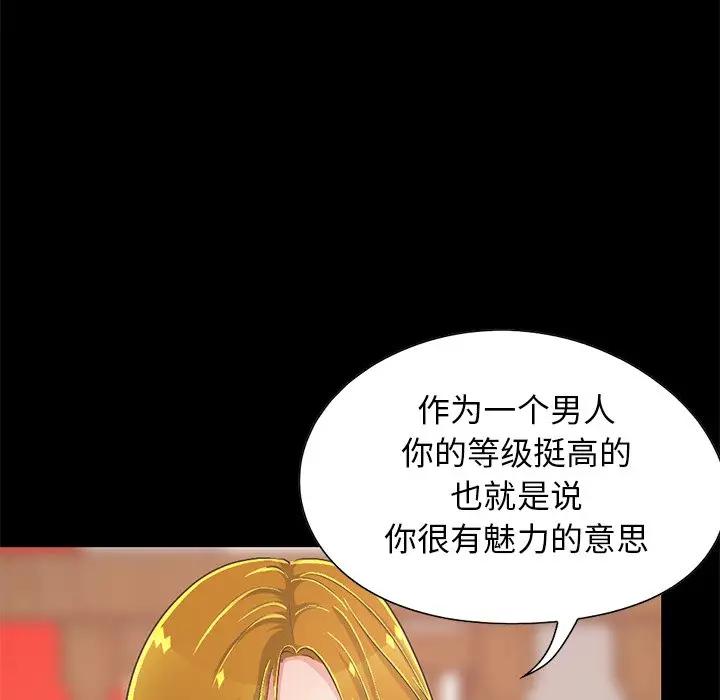 作为一个男人
你的等级挺高的
也就是说
你很有魅力的意思